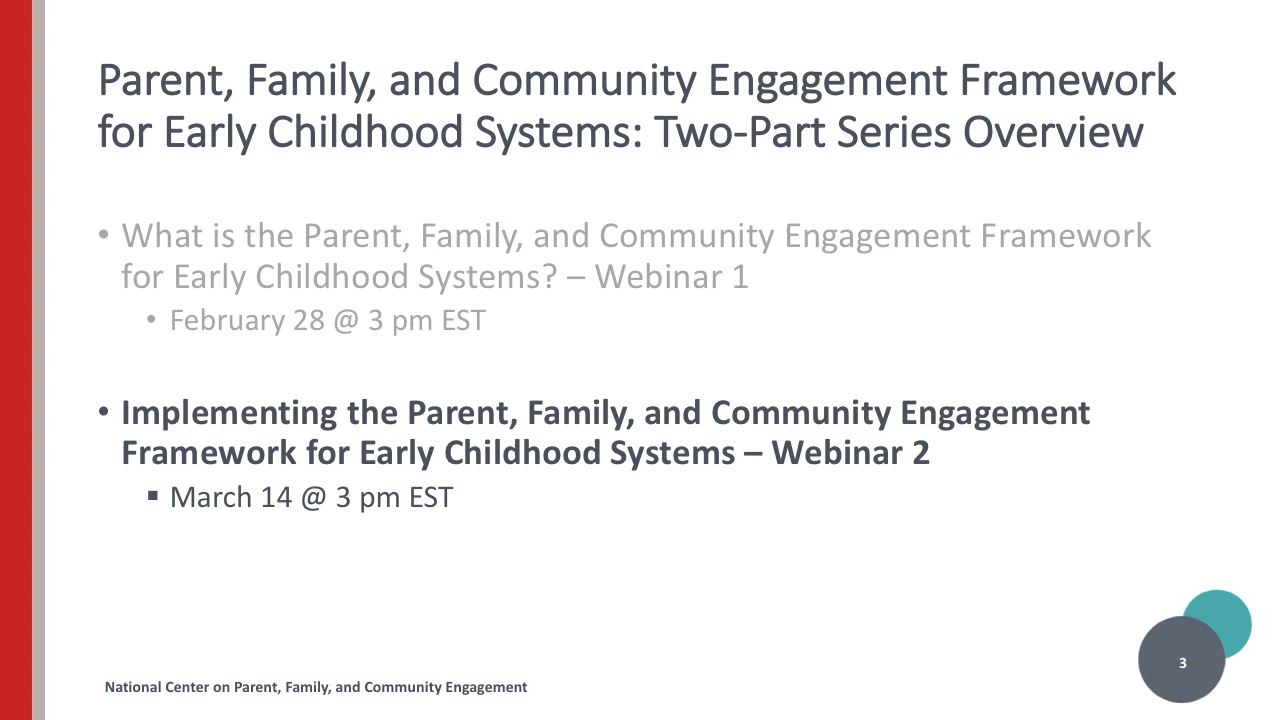 Parent, Family, and Community Engagement Framework
for Early Childhood Systems: Two-Part Series Overview
• What is the Parent, Family, and Community Engagement Framework
for Early Childhood Systems? – Webinar 1
• February 28 @ 3 pm EST
• Implementing the Parent, Family, and Community Engagement
Framework for Early Childhood Systems – Webinar 2
▪ March 14 @ 3 pm EST
National Center on Parent, Family, and Community Engagement
3